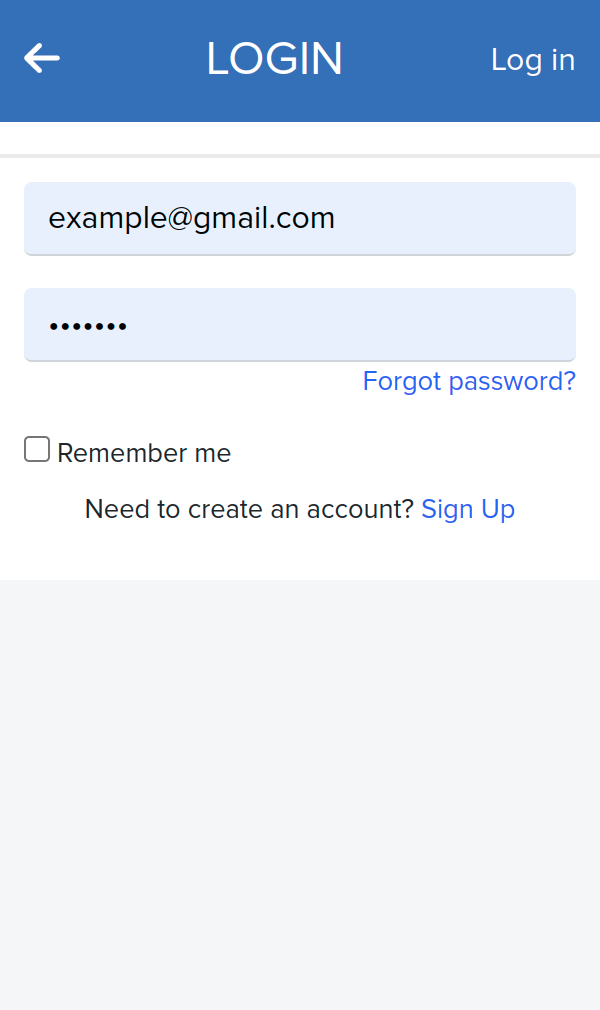 LOGIN
Log in
example@gmail.com
•••••••
Forgot password?
Remember me
Need to create an account? Sign Up